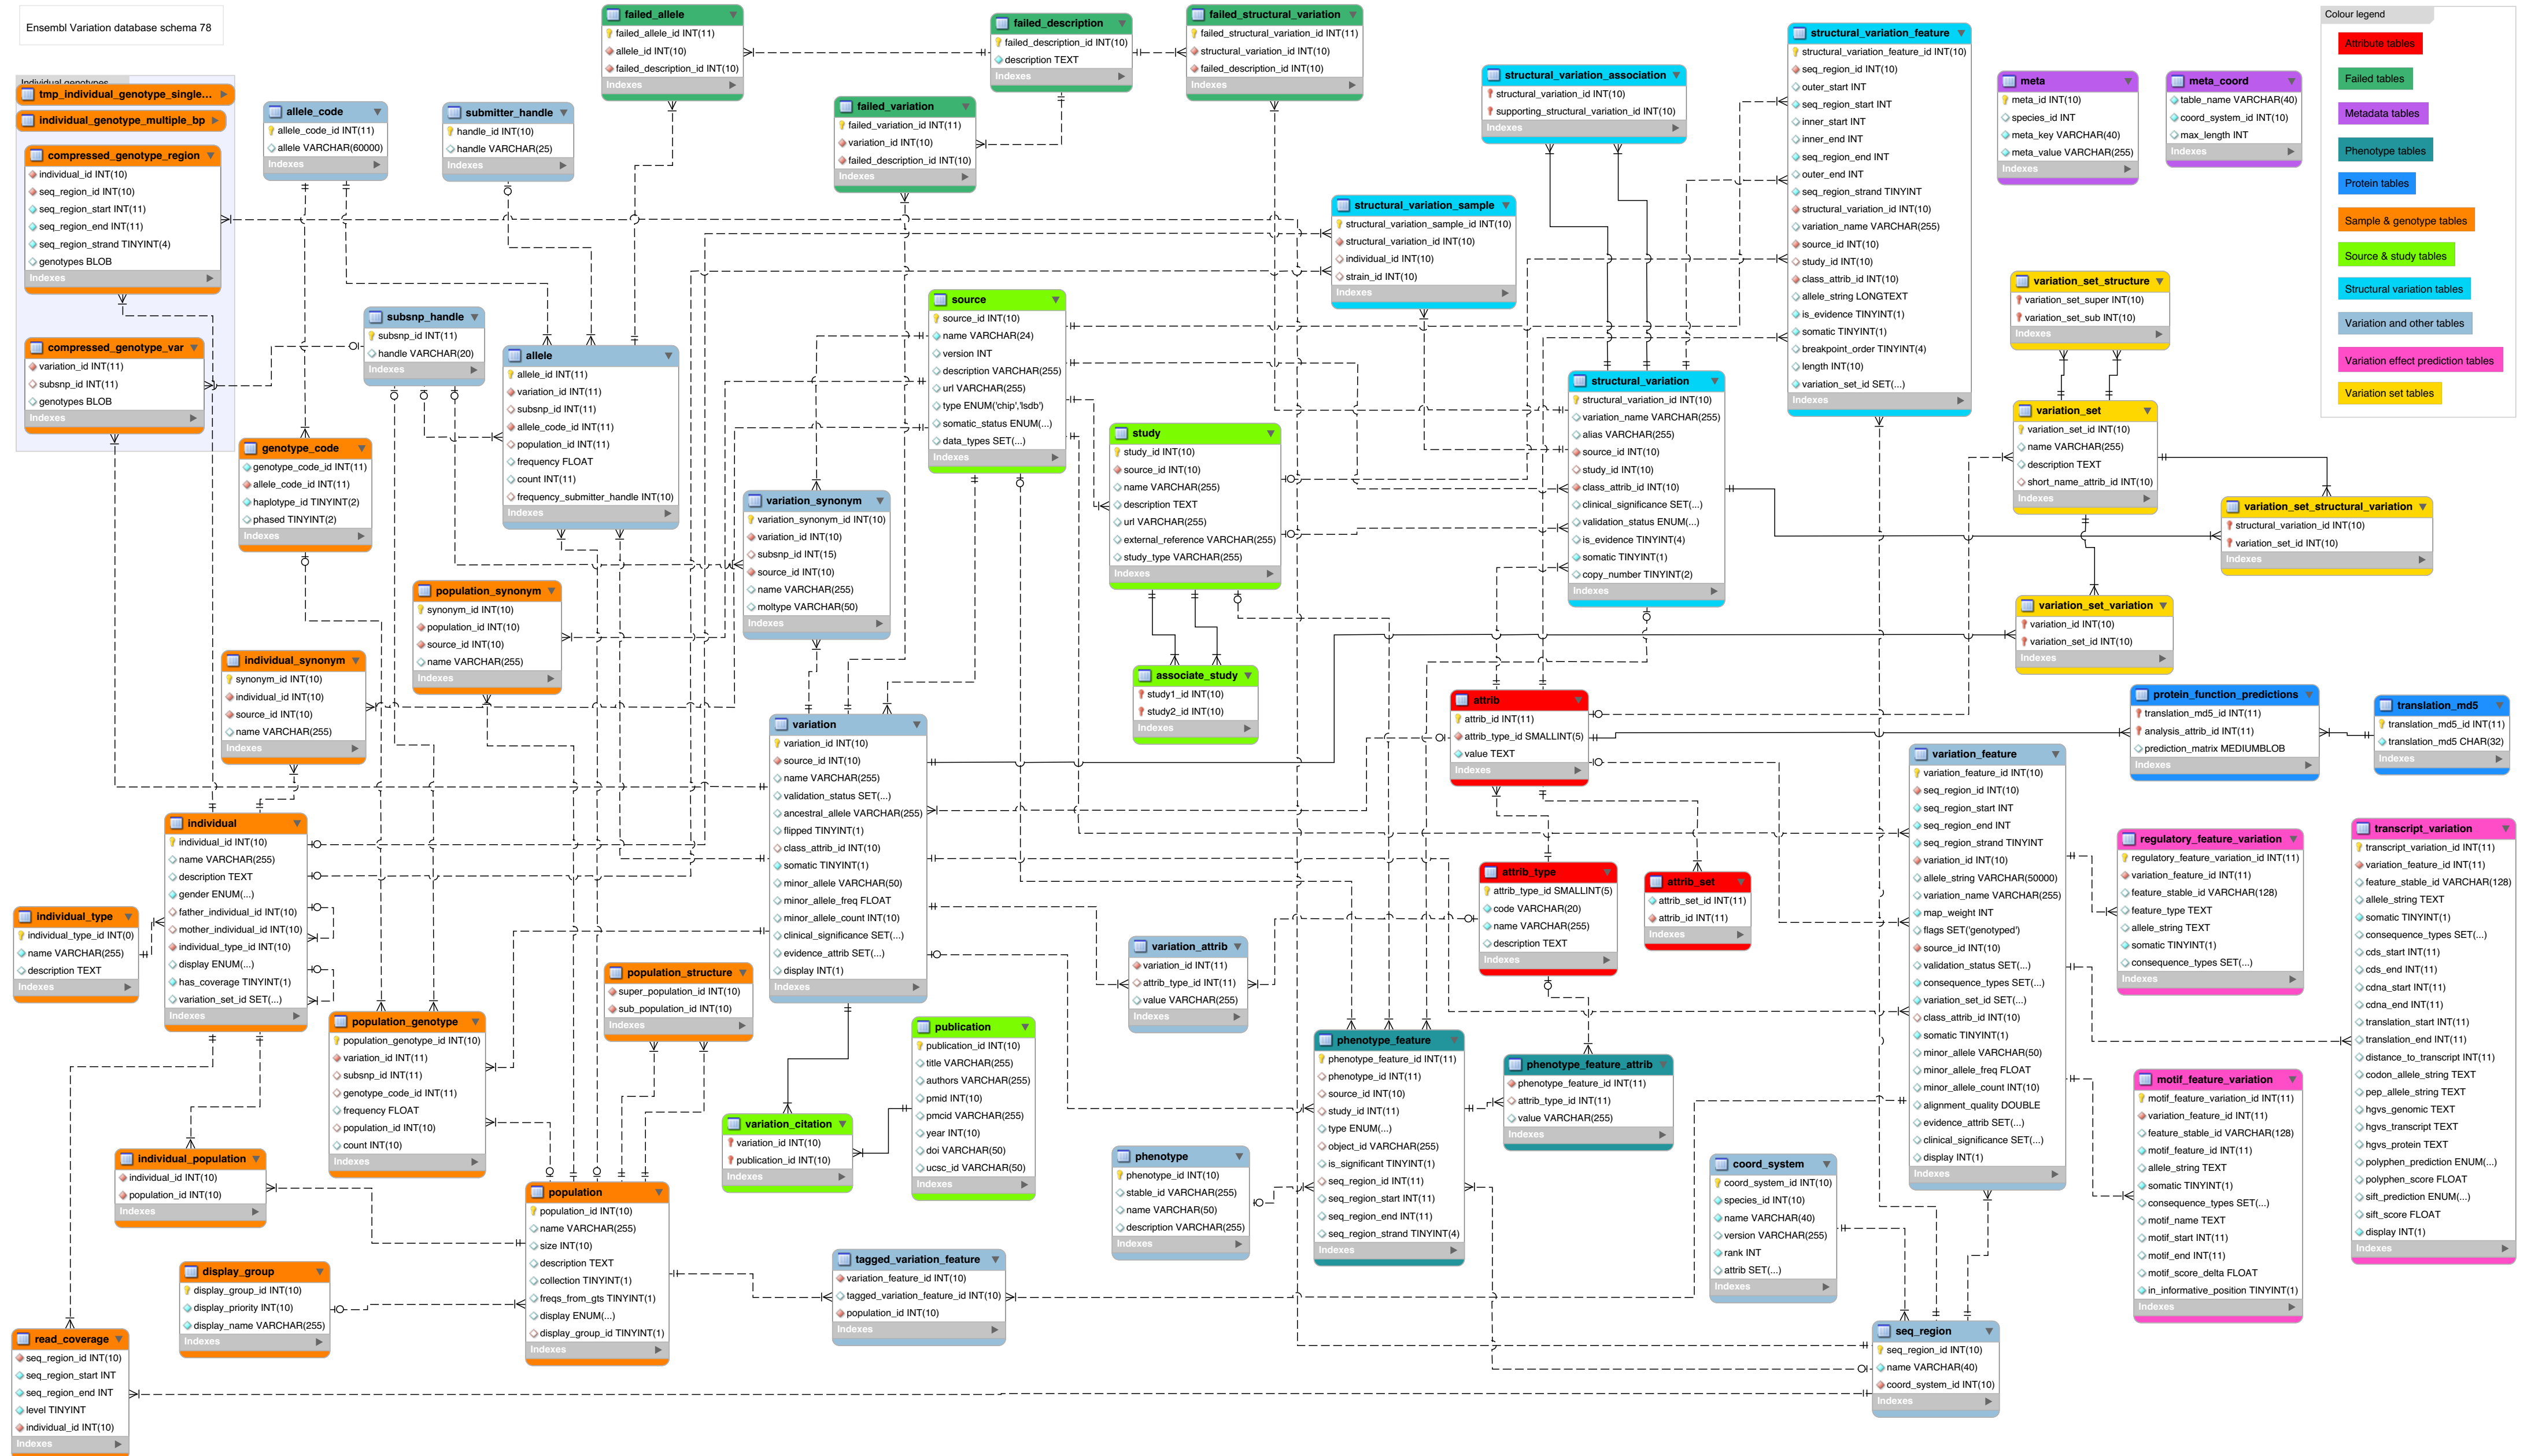 Ensembl Variation database schema 78
Individual genotypes
tmp_individual_genotype_single...
individual_genotype_multiple_bp
compressed_genotype_region
individual_id INT(10)
seq_region_id INT(10)
seq_region_start INT(11)
seq_region_end INT(11)
seq_region_strand TINYINT(4)
genotypes BLOB
Indexes
compressed_genotype_var
variation_id INT(11)
subsnp_id INT(11)
genotypes BLOB
Indexes
allele_code
allele_code_id INT(11)
allele VARCHAR(60000)
Indexes
submitter_handle
handle_id INT(10)
handle VARCHAR(25)
Indexes
failed_allele
failed_allele_id INT(11)
allele_id INT(10)
failed_description_id INT(10)
Indexes
failed_description
failed_description_id INT(10)
description TEXT
Indexes
failed_variation
failed_variation_id INT(11)
variation_id INT(10)
failed_description_id INT(10)
Indexes
failed_structural_variation
failed_structural_variation_id INT(11)
structural_variation_id INT(10)
failed_description_id INT(10)
Indexes
structural_variation_association
structural_variation_id INT(10)
supporting_structural_variation_id INT(10)
Indexes
structural_variation_sample
structural_variation_sample_id INT(10)
structural_variation_id INT(10)
individual_id INT(10)
strain_id INT(10)
Indexes
structural_variation_feature
structural_variation_feature_id INT(10)
seq_region_id INT(10)
outer_start INT
seq_region_start INT
inner_start INT
inner_end INT
seq_region_end INT
outer_end INT
seq_region_strand TINYINT
structural_variation_id INT(10)
variation_name VARCHAR(255)
source_id INT(10)
study_id INT(10)
class_attrib_id INT(10)
allele_string LONGTEXT
is_evidence TINYINT(1)
somatic TINYINT(1)
breakpoint_order TINYINT(4)
length INT(10)
variation_set_id SET(...)
Indexes
meta
meta_id INT(10)
species_id INT
meta_key VARCHAR(40)
meta_value VARCHAR(255)
Indexes
meta_coord
table_name VARCHAR(40)
coord_system_id INT(10)
max_length INT
Indexes
Colour legend
Attribute tables
Failed tables
Metadata tables
Phenotype tables
Protein tables
Sample & genotype tables
Source & study tables
Structural variation tables
Variation and other tables
Variation effect prediction tables
Variation set tables
subsnp_handle
subsnp_id INT(11)
handle VARCHAR(20)
Indexes
allele
allele_id INT(11)
variation_id INT(11)
subsnp_id INT(11)
allele_code_id INT(11)
population_id INT(11)
frequency FLOAT
count INT(11)
frequency_submitter_handle INT(10)
Indexes
source
source_id INT(10)
name VARCHAR(24)
version INT
description VARCHAR(255)
url VARCHAR(255)
type ENUM('chip','lsdb')
somatic_status ENUM(...)
data_types SET(...)
Indexes
study
study_id INT(10)
source_id INT(10)
name VARCHAR(255)
description TEXT
url VARCHAR(255)
external_reference VARCHAR(255)
study_type VARCHAR(255)
Indexes
structural_variation
structural_variation_id INT(10)
variation_name VARCHAR(255)
alias VARCHAR(255)
source_id INT(10)
study_id INT(10)
class_attrib_id INT(10)
clinical_significance SET(...)
validation_status ENUM(...)
is_evidence TINYINT(4)
somatic TINYINT(1)
copy_number TINYINT(2)
Indexes
variation_set_structure
variation_set_super INT(10)
variation_set_sub INT(10)
Indexes
variation_set
variation_set_id INT(10)
name VARCHAR(255)
description TEXT
short_name_attrib_id INT(10)
Indexes
variation_set_structural_variation
structural_variation_id INT(10)
variation_set_id INT(10)
Indexes
variation_set_variation
variation_id INT(10)
variation_set_id INT(10)
Indexes
genotype_code
genotype_code_id INT(11)
allele_code_id INT(11)
haplotype_id TINYINT(2)
phased TINYINT(2)
Indexes
variation_synonym
variation_synonym_id INT(10)
variation_id INT(10)
subsnp_id INT(15)
source_id INT(10)
name VARCHAR(255)
moltype VARCHAR(50)
Indexes
population_synonym
synonym_id INT(10)
population_id INT(10)
source_id INT(10)
name VARCHAR(255)
Indexes
individual_synonym
synonym_id INT(10)
individual_id INT(10)
source_id INT(10)
name VARCHAR(255)
Indexes
associate_study
study1_id INT(10)
study2_id INT(10)
Indexes
attrib
attrib_id INT(11)
attrib_type_id SMALLINT(5)
value TEXT
Indexes
protein_function_predictions
translation_md5_id INT(11)
analysis_attrib_id INT(11)
prediction_matrix MEDIUMBLOB
Indexes
translation_md5
translation_md5_id INT(11)
translation_md5 CHAR(32)
Indexes
variation
variation_id INT(10)
source_id INT(10)
name VARCHAR(255)
validation_status SET(...)
ancestral_allele VARCHAR(255)
flipped TINYINT(1)
class_attrib_id INT(10)
somatic TINYINT(1)
minor_allele VARCHAR(50)
minor_allele_freq FLOAT
minor_allele_count INT(10)
clinical_significance SET(...)
evidence_attrib SET(...)
display INT(1)
Indexes
individual
individual_id INT(10)
name VARCHAR(255)
description TEXT
gender ENUM(...)
father_individual_id INT(10)
mother_individual_id INT(10)
individual_type_id INT(10)
display ENUM(...)
has_coverage TINYINT(1)
variation_set_id SET(...)
Indexes
individual_type
individual_type_id INT(0)
name VARCHAR(255)
description TEXT
Indexes
attrib_type
attrib_type_id SMALLINT(5)
code VARCHAR(20)
name VARCHAR(255)
description TEXT
Indexes
attrib_set
attrib_set_id INT(11)
attrib_id INT(11)
Indexes
variation_attrib
variation_id INT(11)
attrib_type_id INT(11)
value VARCHAR(255)
Indexes
variation_feature
variation_feature_id INT(10)
seq_region_id INT(10)
seq_region_start INT
seq_region_end INT
seq_region_strand TINYINT
variation_id INT(10)
allele_string VARCHAR(50000)
variation_name VARCHAR(255)
map_weight INT
flags SET('genotyped')
source_id INT(10)
validation_status SET(...)
consequence_types SET(...)
variation_set_id SET(...)
class_attrib_id INT(10)
somatic TINYINT(1)
minor_allele VARCHAR(50)
minor_allele_freq FLOAT
minor_allele_count INT(10)
alignment_quality DOUBLE
evidence_attrib SET(...)
clinical_significance SET(...)
display INT(1)
Indexes
regulatory_feature_variation
regulatory_feature_variation_id INT(11)
variation_feature_id INT(11)
feature_stable_id VARCHAR(128)
feature_type TEXT
allele_string TEXT
somatic TINYINT(1)
consequence_types SET(...)
Indexes
transcript_variation
transcript_variation_id INT(11)
variation_feature_id INT(11)
feature_stable_id VARCHAR(128)
allele_string TEXT
somatic TINYINT(1)
consequence_types SET(...)
cds_start INT(11)
cds_end INT(11)
cdna_start INT(11)
cdna_end INT(11)
translation_start INT(11)
translation_end INT(11)
distance_to_transcript INT(11)
codon_allele_string TEXT
pep_allele_string TEXT
hgvs_genomic TEXT
hgvs_transcript TEXT
hgvs_protein TEXT
polyphen_prediction ENUM(...)
polyphen_score FLOAT
sift_prediction ENUM(...)
sift_score FLOAT
display INT(1)
Indexes
motif_feature_variation
motif_feature_variation_id INT(11)
variation_feature_id INT(11)
feature_stable_id VARCHAR(128)
motif_feature_id INT(11)
allele_string TEXT
somatic TINYINT(1)
consequence_types SET(...)
motif_name TEXT
motif_start INT(11)
motif_end INT(11)
motif_score_delta FLOAT
in_informative_position TINYINT(1)
Indexes
population_genotype
population_genotype_id INT(10)
variation_id INT(11)
subsnp_id INT(11)
genotype_code_id INT(11)
frequency FLOAT
population_id INT(10)
count INT(10)
Indexes
population_structure
super_population_id INT(10)
sub_population_id INT(10)
Indexes
publication
publication_id INT(10)
title VARCHAR(255)
authors VARCHAR(255)
pmid INT(10)
pmcid VARCHAR(255)
year INT(10)
doi VARCHAR(50)
ucsc_id VARCHAR(50)
Indexes
variation_citation
variation_id INT(10)
publication_id INT(10)
Indexes
phenotype_feature
phenotype_feature_id INT(11)
phenotype_id INT(11)
source_id INT(10)
study_id INT(11)
type ENUM(...)
object_id VARCHAR(255)
is_significant TINYINT(1)
seq_region_id INT(11)
seq_region_start INT(11)
seq_region_end INT(11)
seq_region_strand TINYINT(4)
Indexes
phenotype_feature_attrib
phenotype_feature_id INT(11)
attrib_type_id INT(11)
value VARCHAR(255)
Indexes
phenotype
phenotype_id INT(10)
stable_id VARCHAR(255)
name VARCHAR(50)
description VARCHAR(255)
Indexes
coord_system
coord_system_id INT(10)
species_id INT(10)
name VARCHAR(40)
version VARCHAR(255)
rank INT
attrib SET(...)
Indexes
individual_population
individual_id INT(10)
population_id INT(10)
Indexes
population
population_id INT(10)
name VARCHAR(255)
size INT(10)
description TEXT
collection TINYINT(1)
freqs_from_gts TINYINT(1)
display ENUM(...)
display_group_id TINYINT(1)
Indexes
display_group
display_group_id INT(10)
display_priority INT(10)
display_name VARCHAR(255)
Indexes
tagged_variation_feature
variation_feature_id INT(10)
tagged_variation_feature_id INT(10)
population_id INT(10)
Indexes
read_coverage
seq_region_id INT(10)
seq_region_start INT
seq_region_end INT
level TINYINT
individual_id INT(10)
Indexes
seq_region
seq_region_id INT(10)
name VARCHAR(40)
coord_system_id INT(10)
Indexes